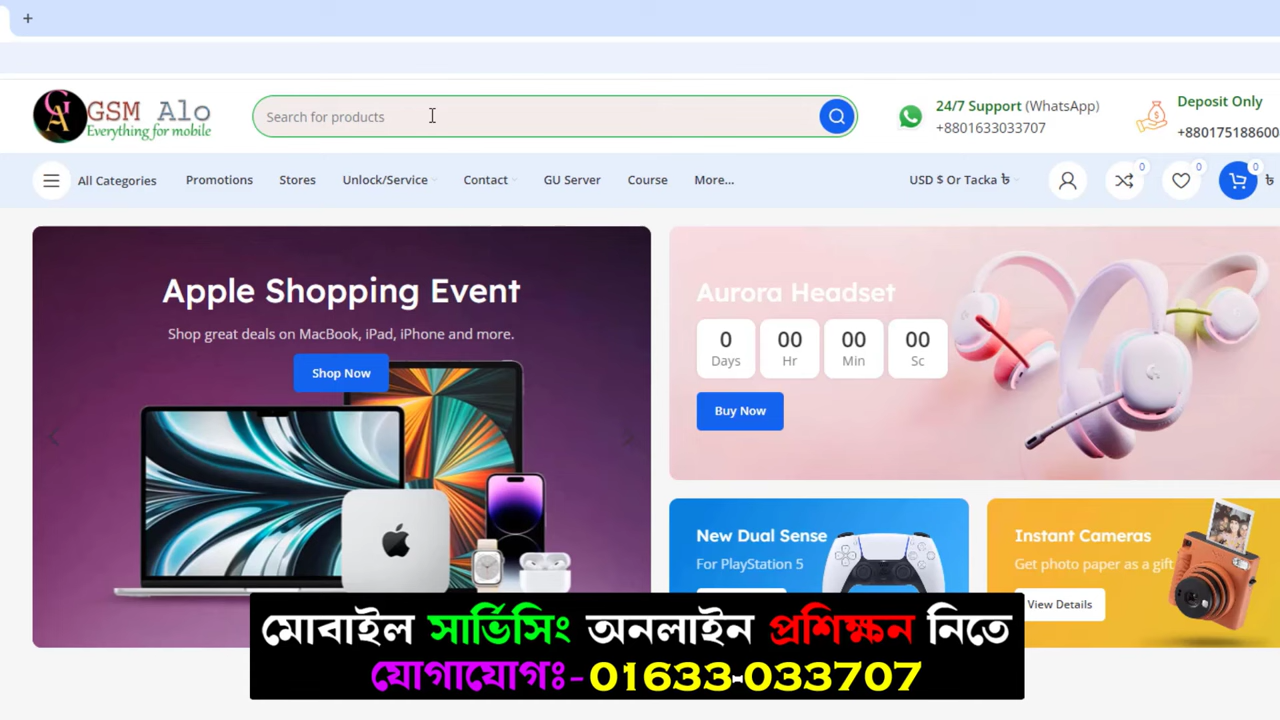 +
GSM Alo
Everything for mobile
Search for products
24/7 Support (WhatsApp)
+8801633033707
Deposit Only
+880175188600
All Categories
Promotions
Stores
Unlock/Service
Contact
GU Server
Course
More...
USD $ Or Tacka ৳
0
0
0
৳
Apple Shopping Event
Shop great deals on MacBook, iPad, iPhone and more.
Shop Now
Aurora Headset
0 00 00 00
Days Hr Min Sc
Buy Now
New Dual Sense
For PlayStation 5
Instant Cameras
Get photo paper as a gift
View Details
মোবাইল সার্ভিসিং অনলাইন প্রশিক্ষন নিতে
যোগাযোগঃ-01633-033707